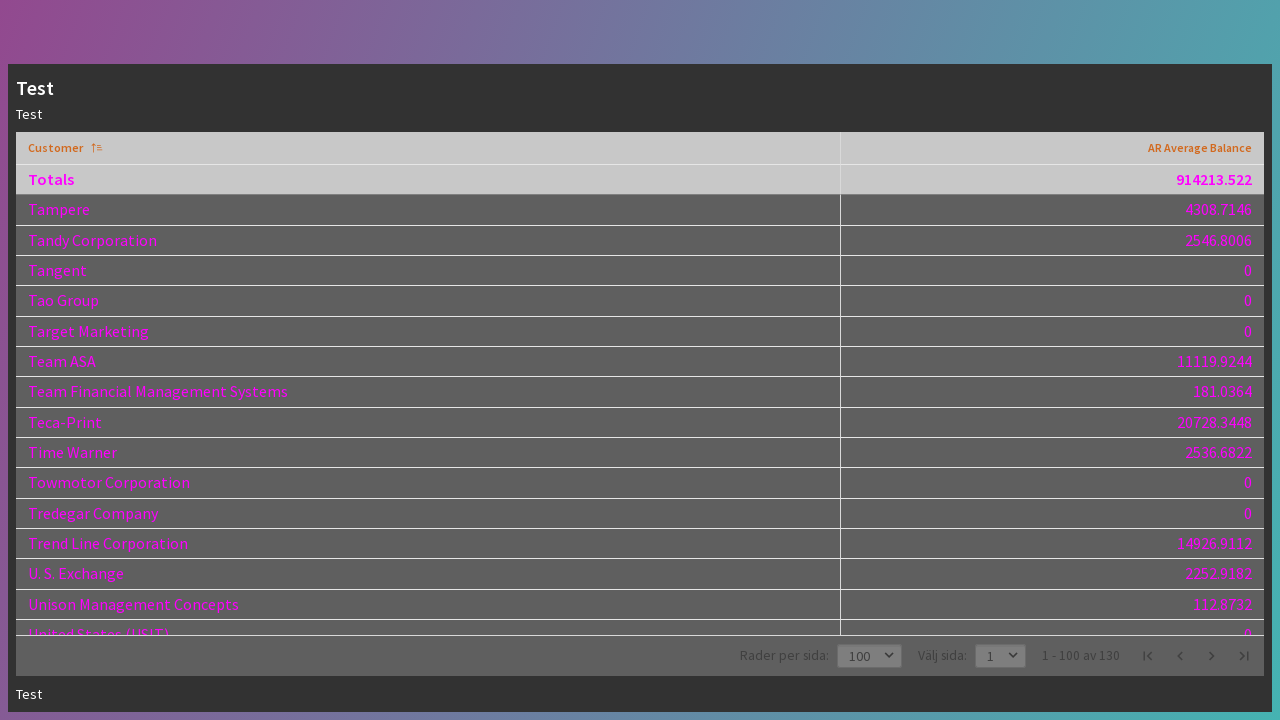 Test
Test
Customer AR Average Balance
Totals 914213.522
Tampere 4308.7146
Tandy Corporation 2546.8006
Tangent 0
Tao Group 0
Target Marketing 0
Team ASA 11119.9244
Team Financial Management Systems 181.0364
Teca-Print 20728.3448
Time Warner 2536.6822
Towmotor Corporation 0
Tredegar Company 0
Trend Line Corporation 14926.9112
U. S. Exchange 2252.9182
Unison Management Concepts 112.8732
United States 0
Rader per sida: 100 Välj sida: 1 1 - 100 av 130
Test